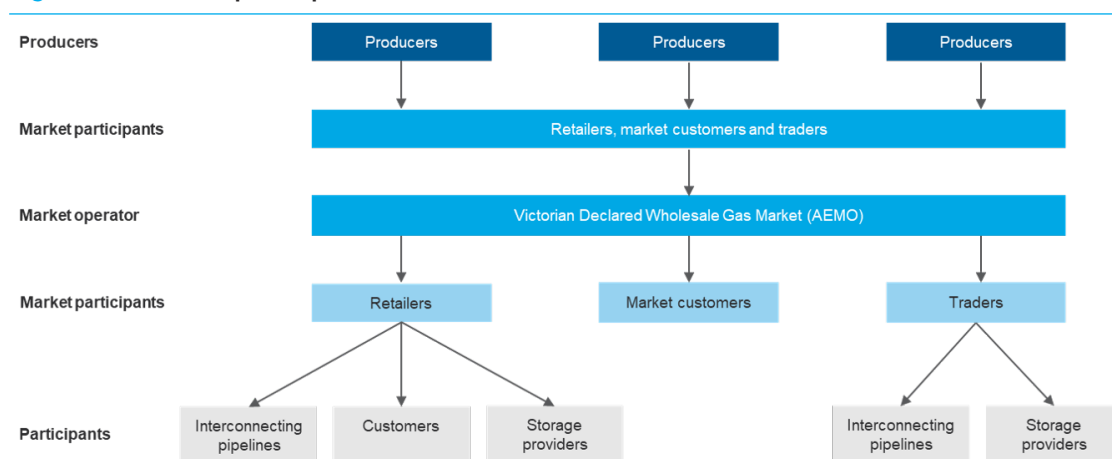 Producers
Producers
Producers
Producers
Market participants
Retailers, market customers and traders
Market operator
Victorian Declared Wholesale Gas Market (AEMO)
Market participants
Retailers
Market customers
Traders
Participants
Interconnecting
pipelines
Customers
Storage
providers
Interconnecting
pipelines
Storage
providers